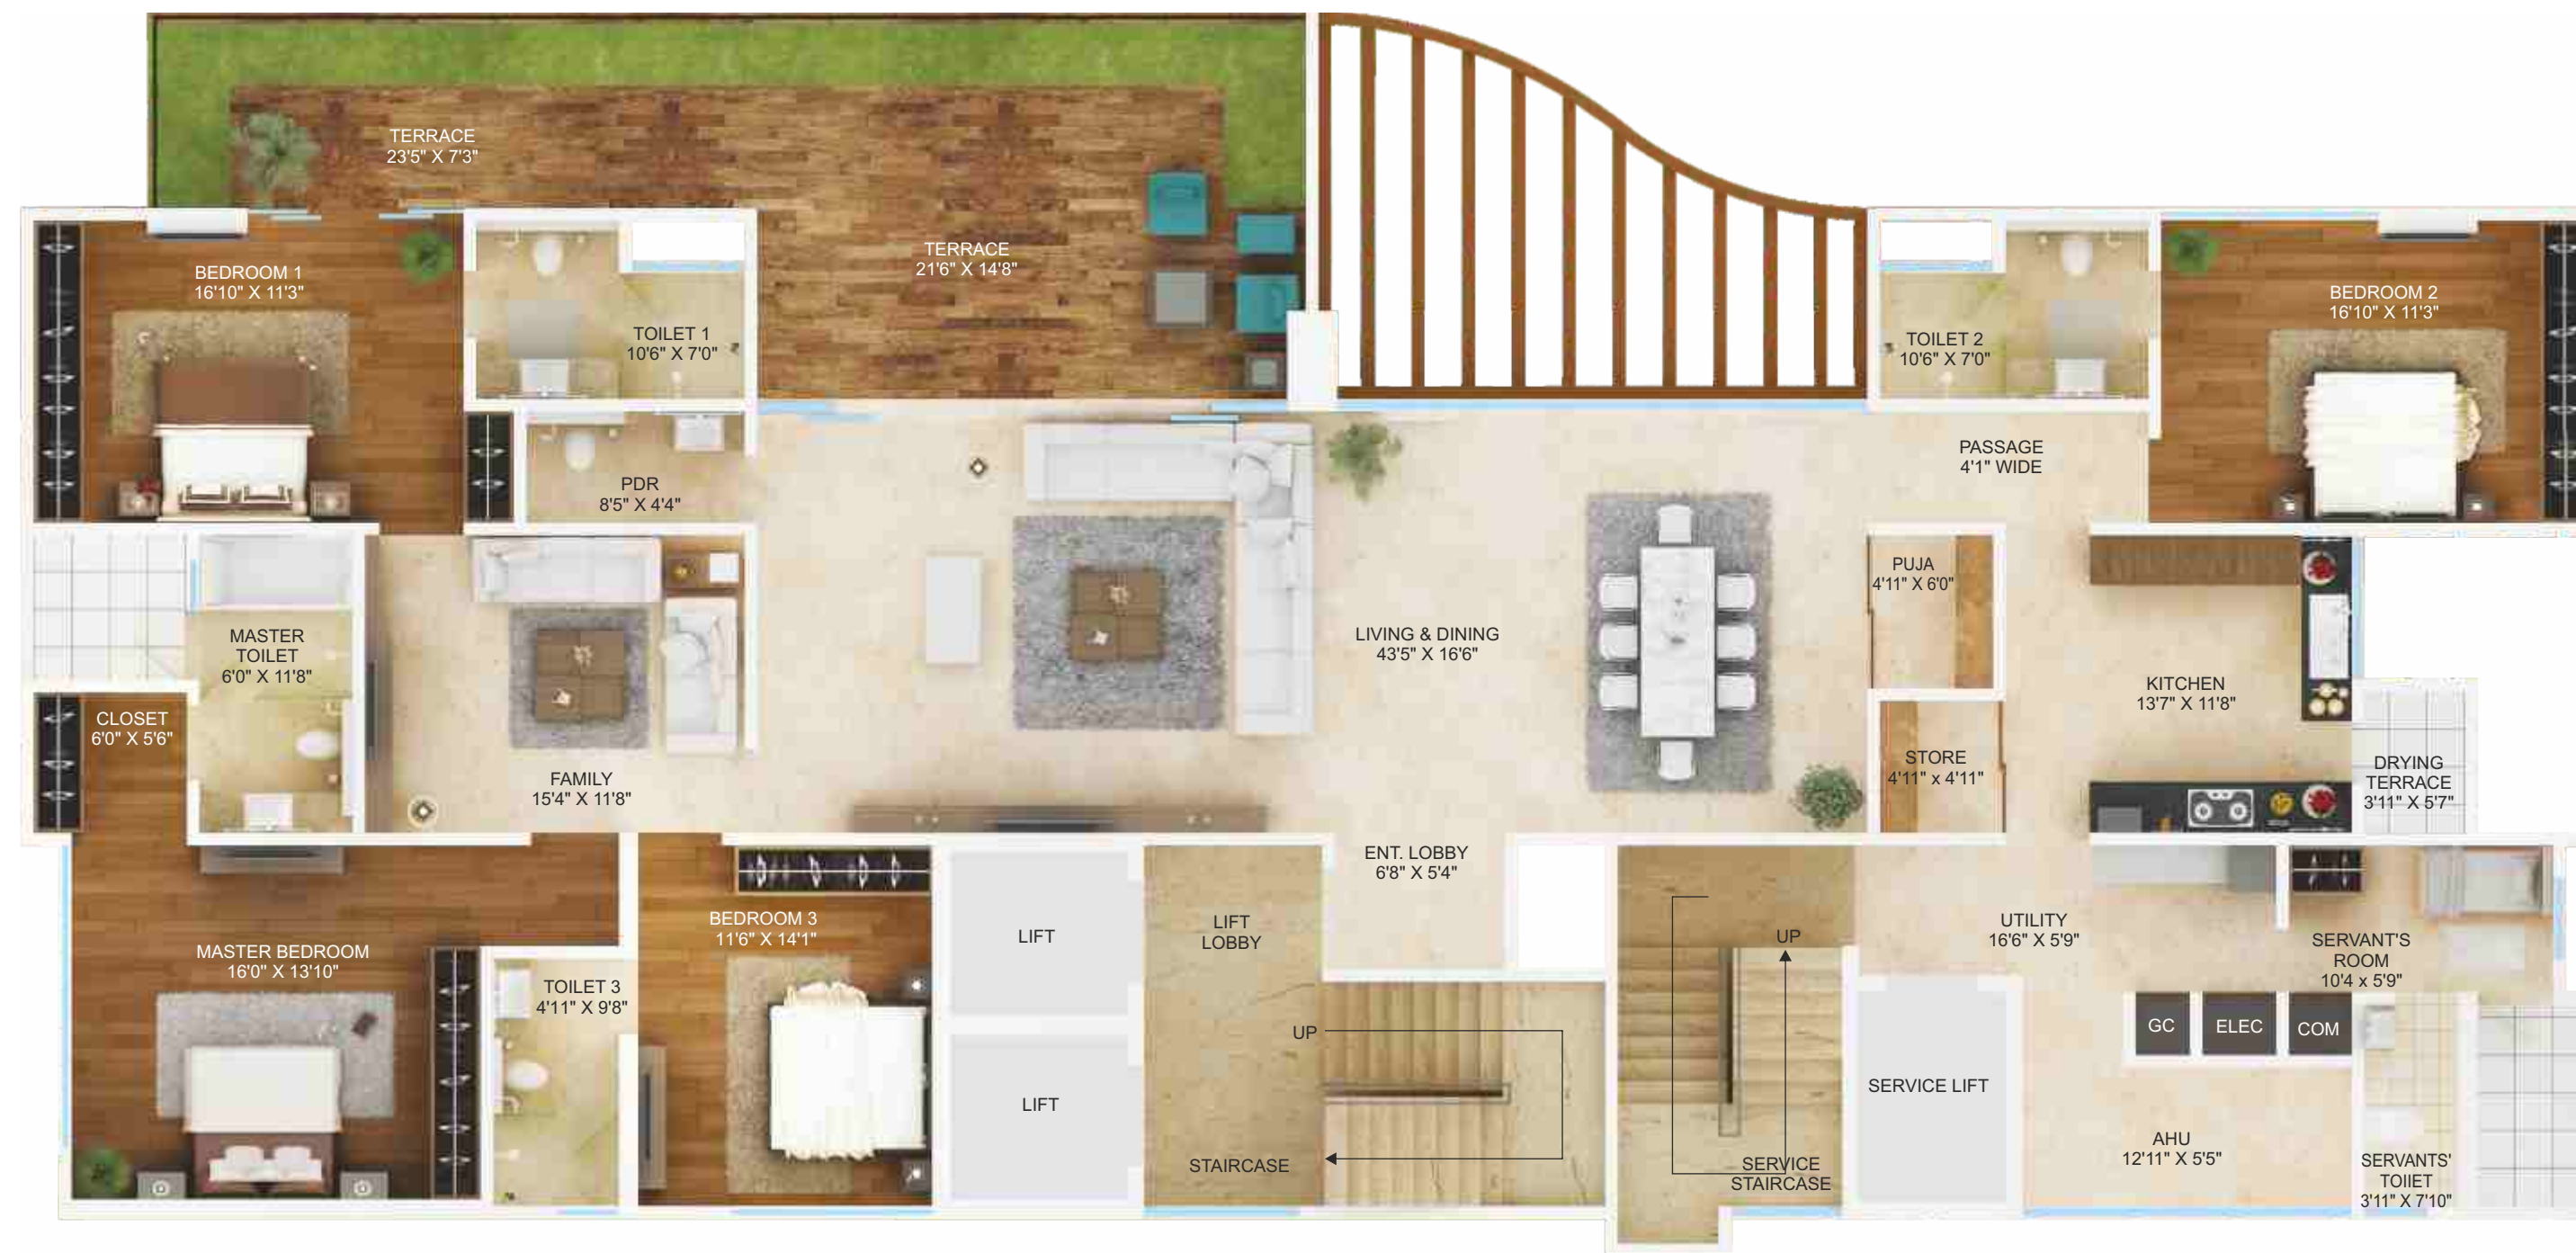 TERRACE
23'5" X 7'3"
TERRACE
21'6" X 14'8"
BEDROOM 1
16'10" X 11'3"
TOILET 1
10'6" X 7'0"
TOILET 2
10'6" X 7'0"
BEDROOM 2
16'10" X 11'3"
PDR
8'5" X 4'4"
PASSAGE
4'1" WIDE
PUJA
4'11" X 6'0"
MASTER
TOILET
6'0" X 11'8"
LIVING & DINING
43'5" X 16'6"
KITCHEN
13'7" X 11'8"
CLOSET
6'0" X 5'6"
FAMILY
15'4" X 11'8"
STORE
4'11" x 4'11"
DRYING
TERRACE
3'11" X 5'7"
ENT. LOBBY
6'8" X 5'4"
MASTER BEDROOM
16'0" X 13'10"
BEDROOM 3
11'6" X 14'1"
LIFT
LIFT
LOBBY
UP
UTILITY
16'6" X 5'9"
SERVANT'S
ROOM
10'4 x 5'9"
TOILET 3
4'11" X 9'8"
UP
GC
ELEC
COM
LIFT
SERVICE LIFT
STAIRCASE
SERVICE
STAIRCASE
AHU
12'11" X 5'5"
SERVANTS'
TOIIET
3'11" X 7'10"